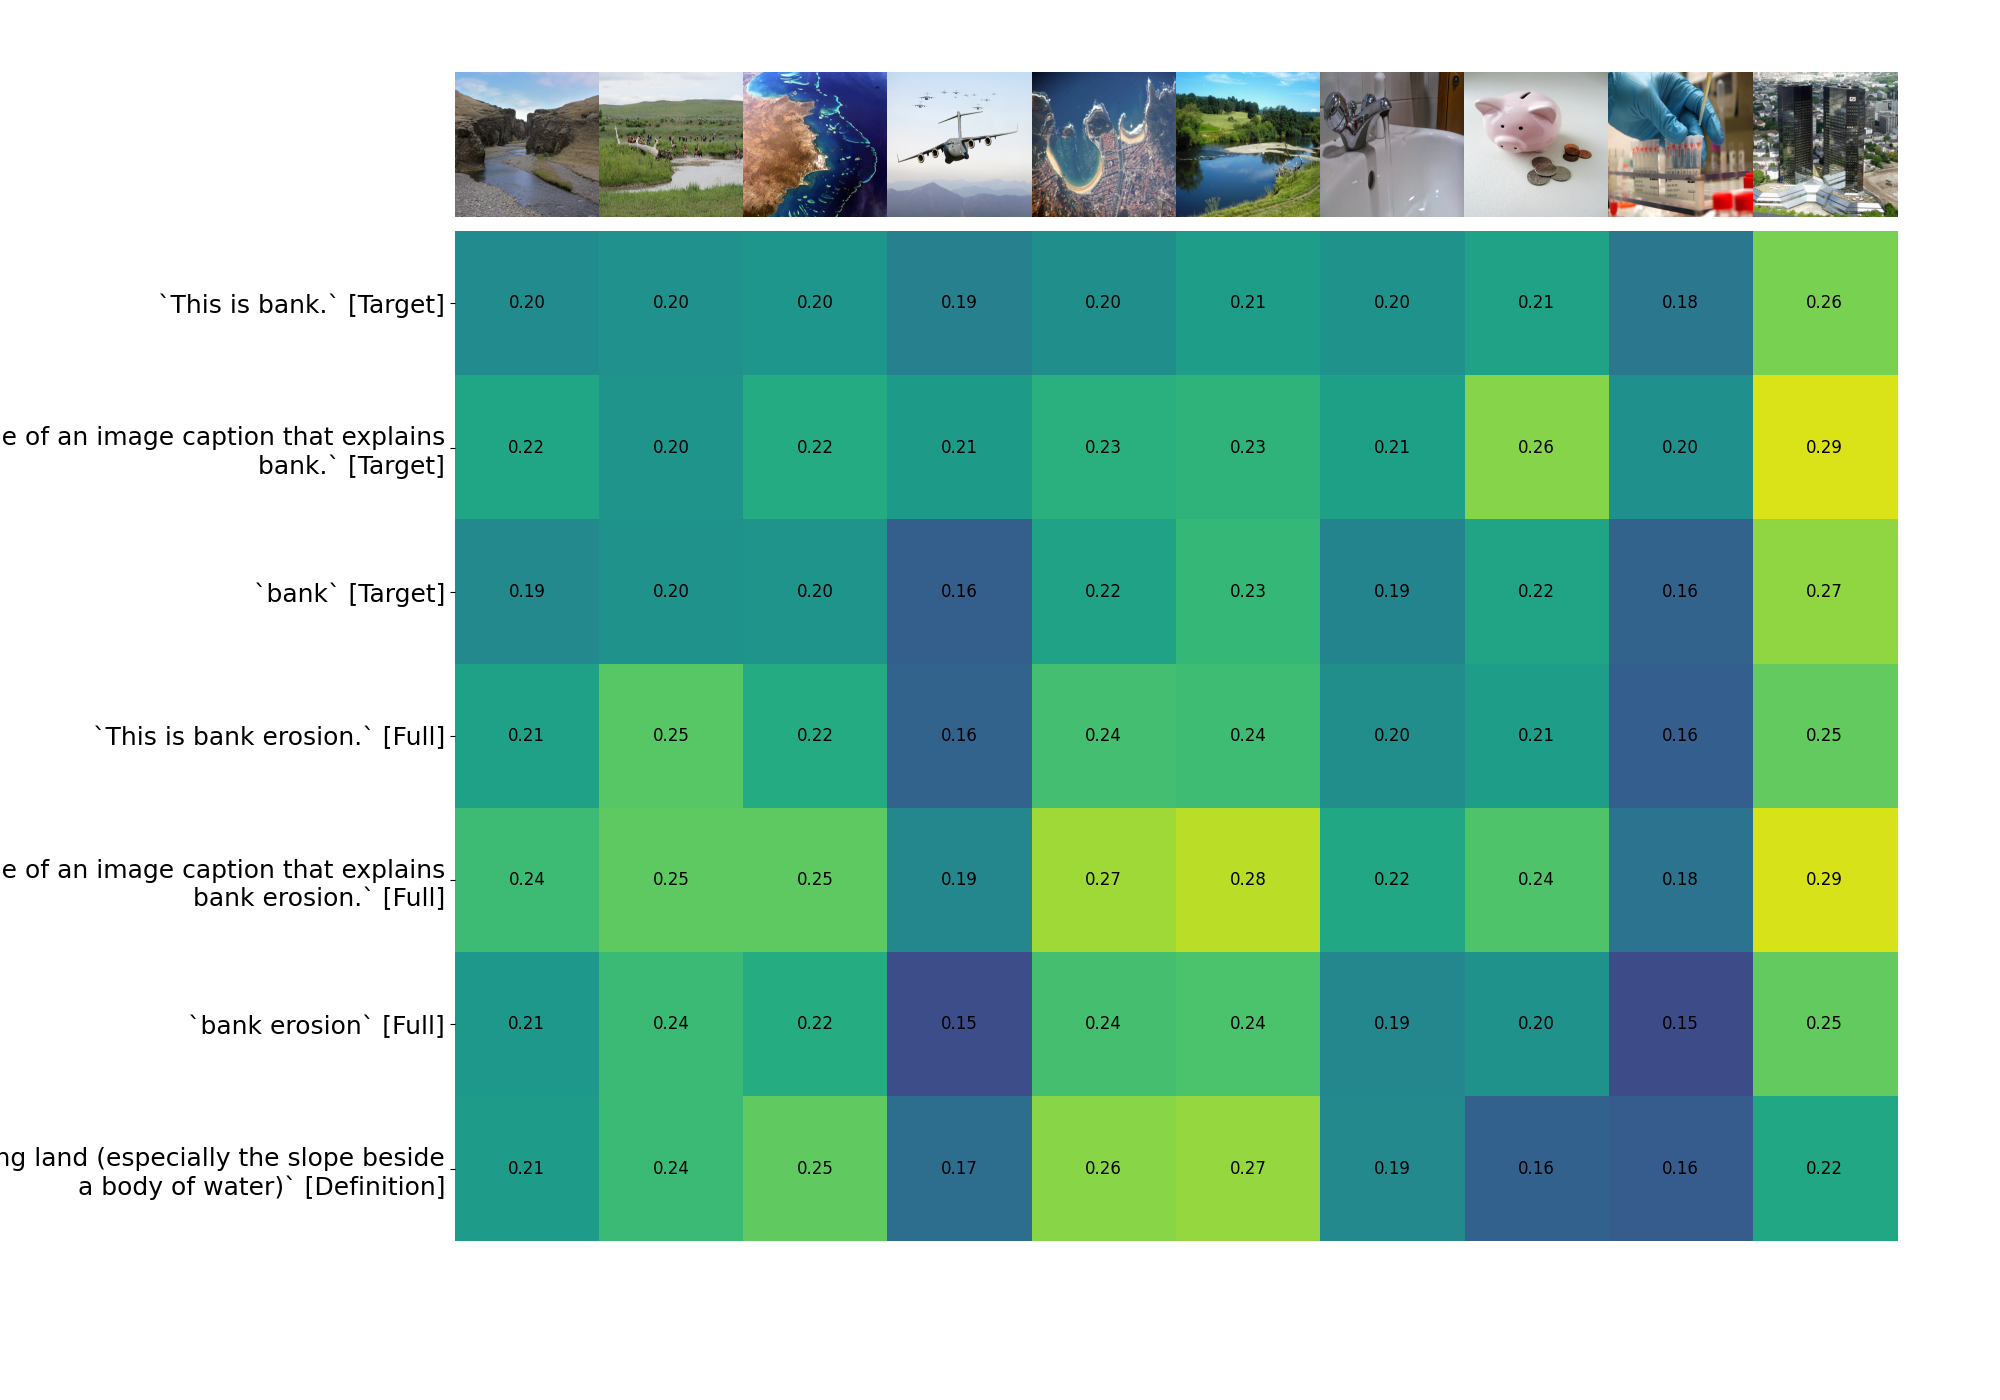 `This is bank.` [Target]
0.20 0.20 0.20 0.19 0.20 0.21 0.20 0.21 0.18 0.26
e of an image caption that explains
bank.` [Target]
0.22 0.20 0.22 0.21 0.23 0.23 0.21 0.26 0.20 0.29
`bank` [Target]
0.19 0.20 0.20 0.16 0.22 0.23 0.19 0.22 0.16 0.27
`This is bank erosion.` [Full]
0.21 0.25 0.22 0.16 0.24 0.24 0.20 0.21 0.16 0.25
e of an image caption that explains
bank erosion.` [Full]
0.24 0.25 0.25 0.19 0.27 0.28 0.22 0.24 0.18 0.29
`bank erosion` [Full]
0.21 0.24 0.22 0.15 0.24 0.24 0.19 0.20 0.15 0.25
ng land (especially the slope beside
a body of water)` [Definition]
0.21 0.24 0.25 0.17 0.26 0.27 0.19 0.16 0.16 0.22